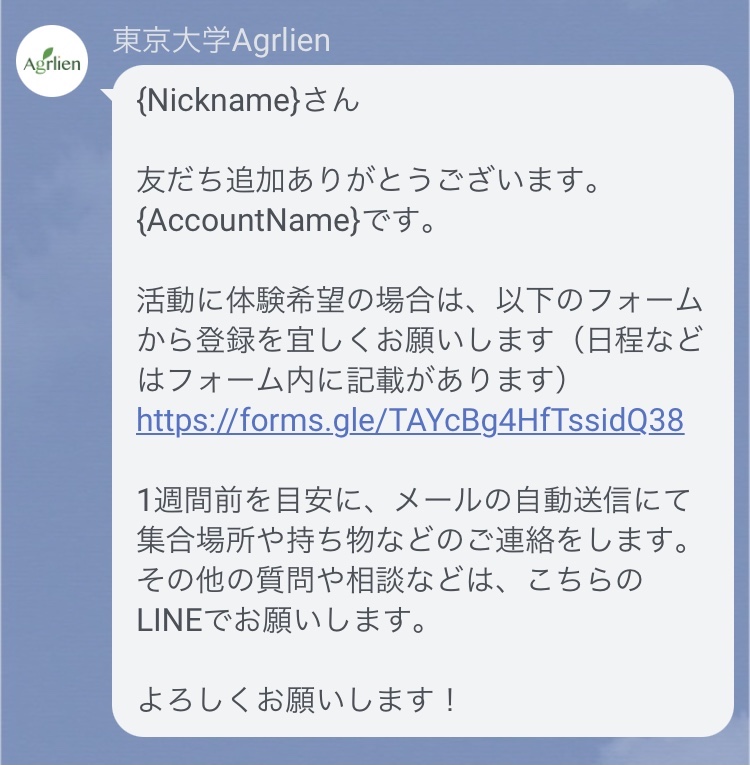 Agrlien
東京大学Agrlien
{Nickname}さん
友だち追加ありがとうございます。
{AccountName}です。
活動に体験希望の場合は、以下のフォーム
から登録を宜しくお願いします（日程など
はフォーム内に記載があります）
https://forms.gle/TAYcBg4HfTssidQ38
1週間前を目安に、メールの自動送信にて
集合場所や持ち物などのご連絡をします。
その他の質問や相談などは、こちらの
LINEでお願いします。
よろしくお願いします！